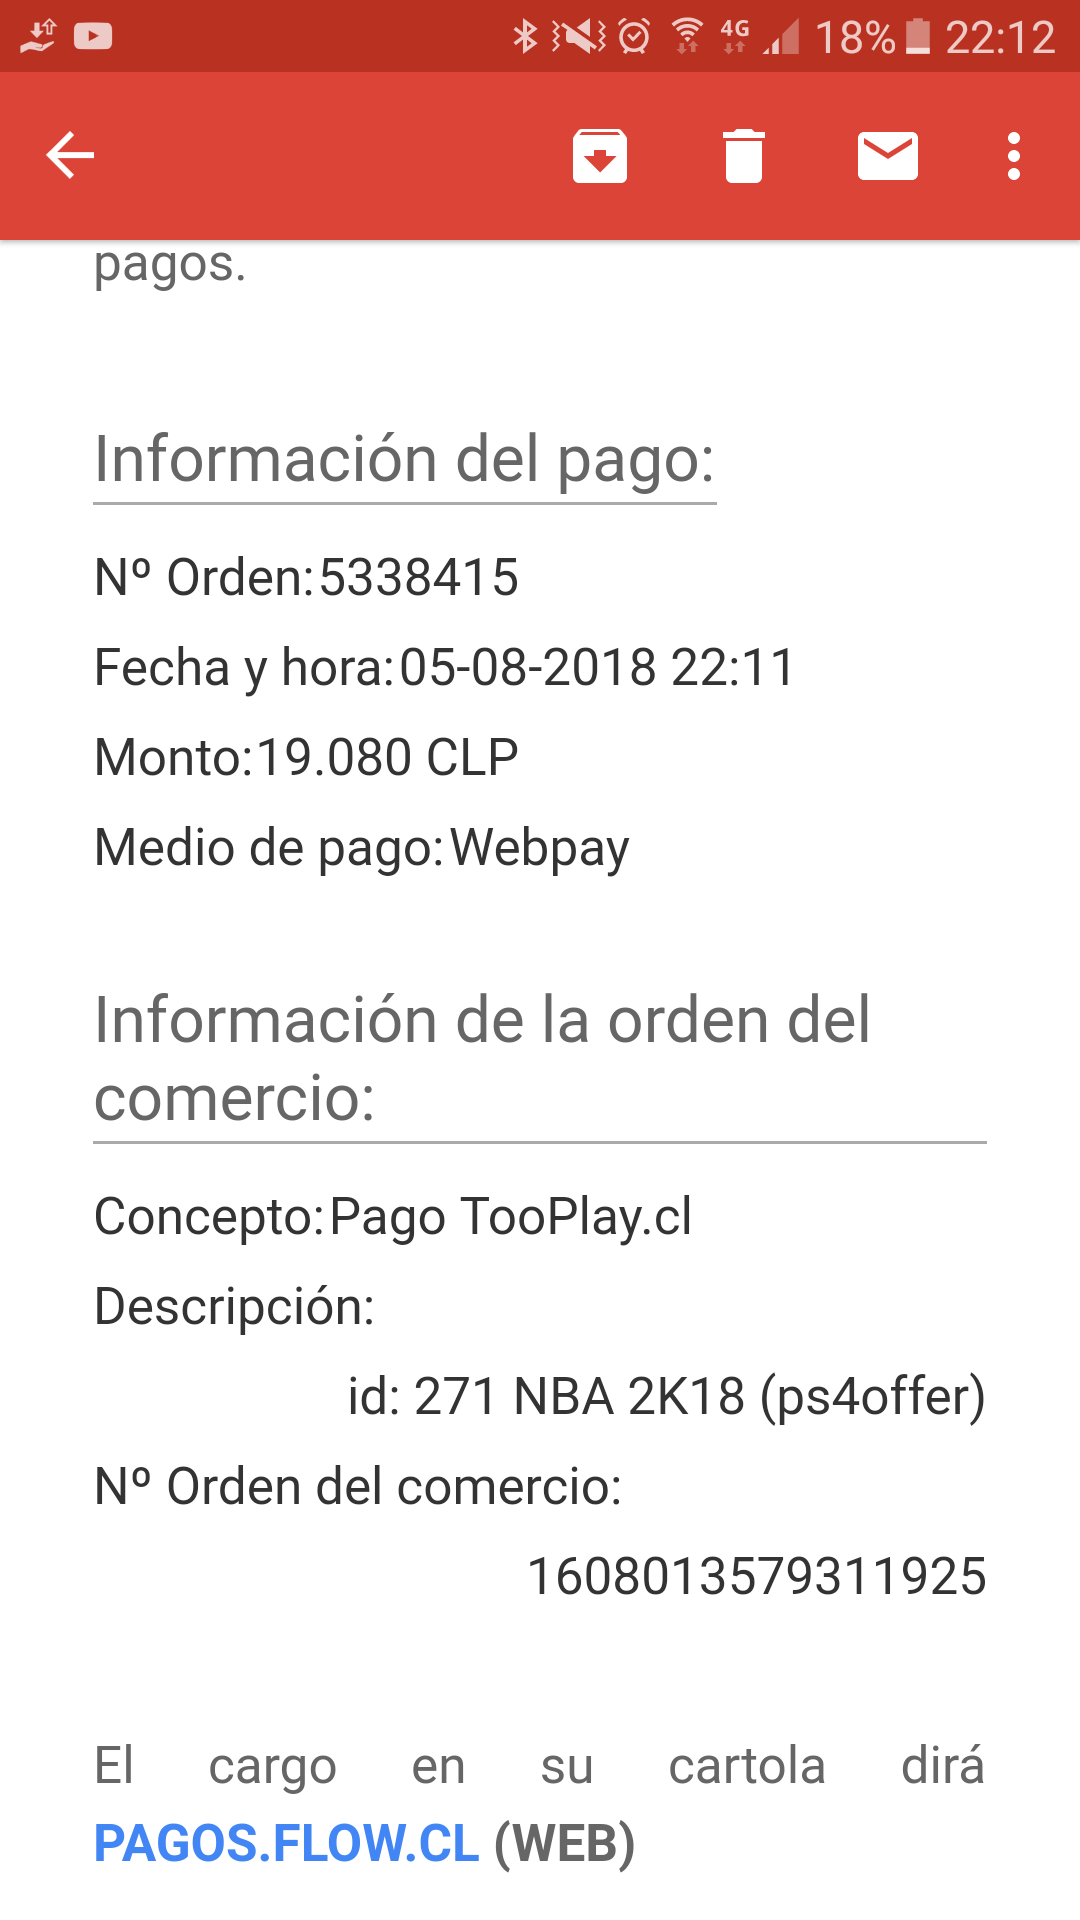 4G 18% 22:12
pagos.
Información del pago:
Nº Orden:5338415
Fecha y hora:05-08-2018 22:11
Monto:19.080 CLP
Medio de pago:Webpay
Información de la orden del
comercio:
Concepto:Pago TooPlay.cl
Descripción:
id: 271 NBA 2K18 (ps4offer)
Nº Orden del comercio:
1608013579311925
El cargo en su cartola dirá
PAGOS.FLOW.CL (WEB)